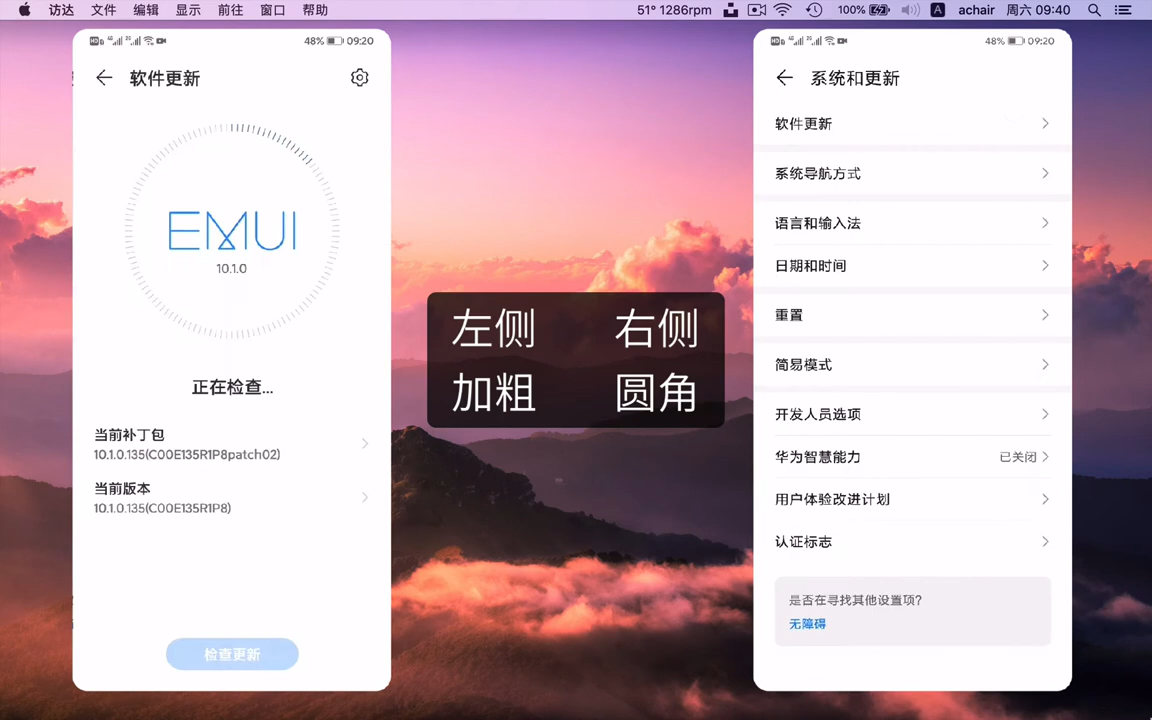 访达 文件 编辑 显示 前往 窗口 帮助 51° 1286rpm 100% A achair 周六 09:40
48% 09:20
软件更新
EMUI
10.1.0
正在检查...
当前补丁包
10.1.0.135(C00E135R1P8patch02)
当前版本
10.1.0.135(C00E135R1P8)
检查更新
左侧 右侧
加粗 圆角
48% 09:20
系统和更新
软件更新
系统导航方式
语言和输入法
日期和时间
重置
简易模式
开发人员选项
华为智慧能力 已关闭
用户体验改进计划
认证标志
是否在寻找其他设置项?
无障碍